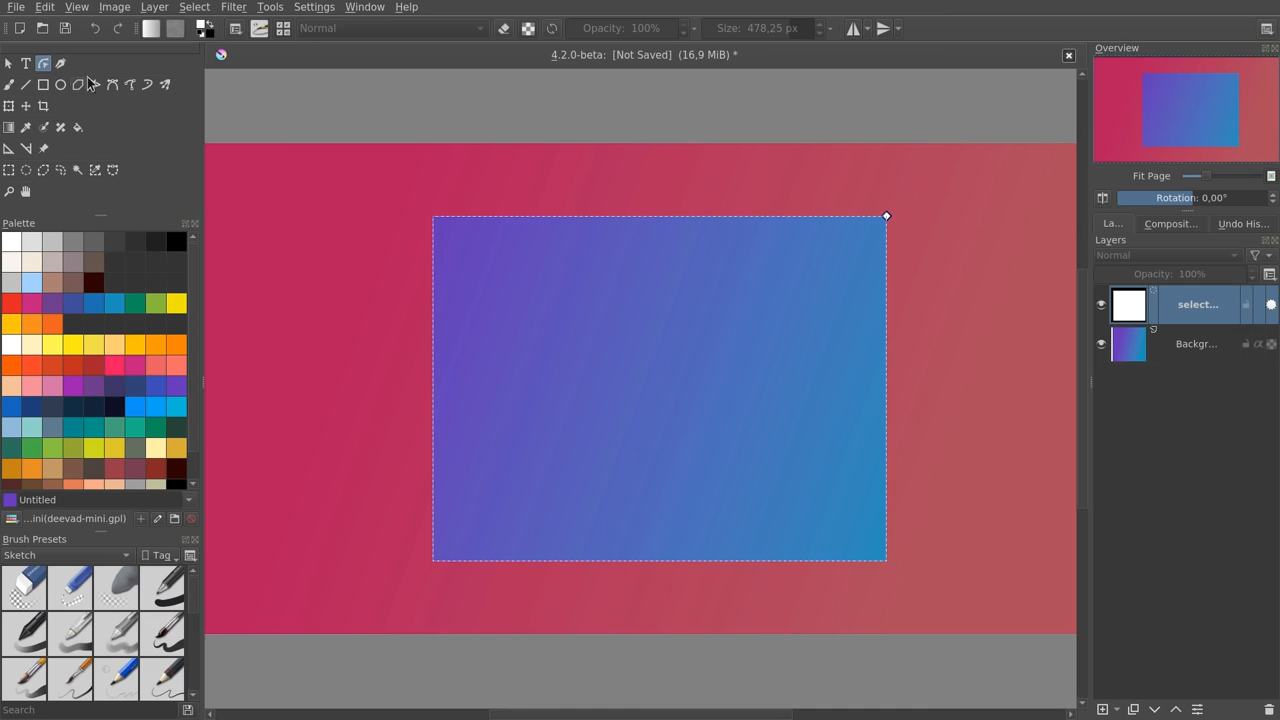 File Edit View Image Layer Select Filter Tools Settings Window Help
Normal Opacity: 100% Size: 478,25 px
4.2.0-beta: [Not Saved] (16,9 MiB) *
Overview
Fit Page
Rotation: 0,00°
La... Composit... Undo His...
Layers
Normal
Opacity: 100%
select...
Backgr...
Palette
Untitled
...ini(deevad-mini.gpl)
Brush Presets
Sketch Tag
Search